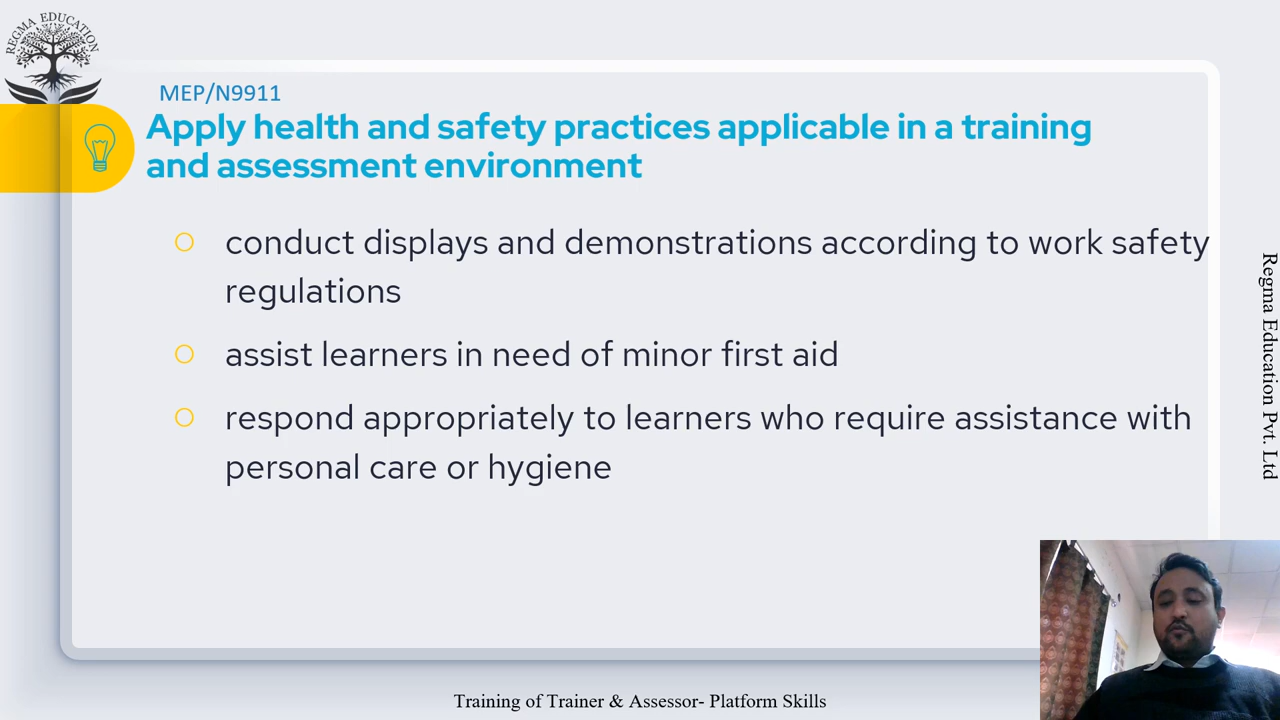 REGMA EDUCATION
MEP/N9911
Apply health and safety practices applicable in a training
and assessment environment
conduct displays and demonstrations according to work safety
regulations
assist learners in need of minor first aid
respond appropriately to learners who require assistance with
personal care or hygiene
Regma Education Pvt. Ltd
Training of Trainer & Assessor- Platform Skills